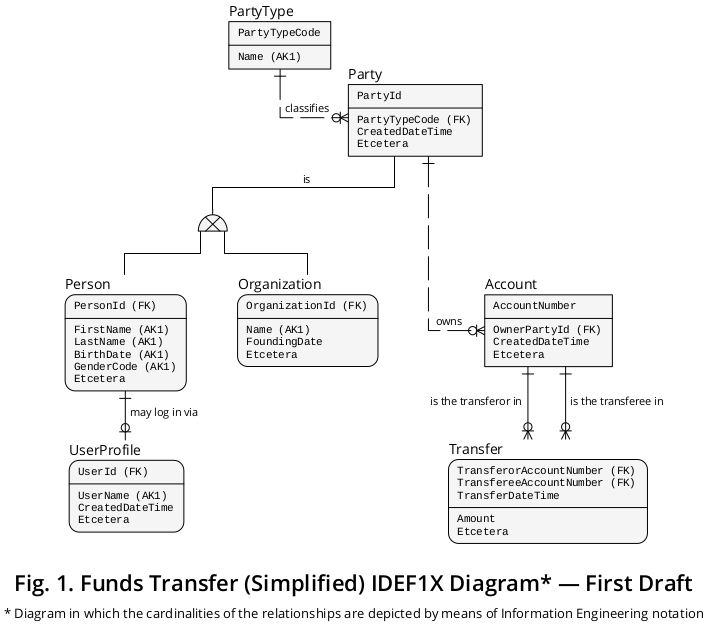 PartyType
PartyTypeCode
Name (AK1)
Party
PartyId
PartyTypeCode (FK)
CreatedDateTime
Etcetera
classifies
is
owns
Person
PersonId (FK)
FirstName (AK1)
LastName (AK1)
BirthDate (AK1)
GenderCode (AK1)
Etcetera
Organization
OrganizationId (FK)
Name (AK1)
FoundingDate
Etcetera
Account
AccountNumber
OwnerPartyId (FK)
CreatedDateTime
Etcetera
may log in via
is the transferor in
is the transferee in
UserProfile
UserId (FK)
UserName (AK1)
CreatedDateTime
Etcetera
Transfer
TransferorAccountNumber (FK)
TransfereeAccountNumber (FK)
TransferDateTime
Amount
Etcetera
Fig. 1. Funds Transfer (Simplified) IDEF1X Diagram* — First Draft
* Diagram in which the cardinalities of the relationships are depicted by means of Information Engineering notation